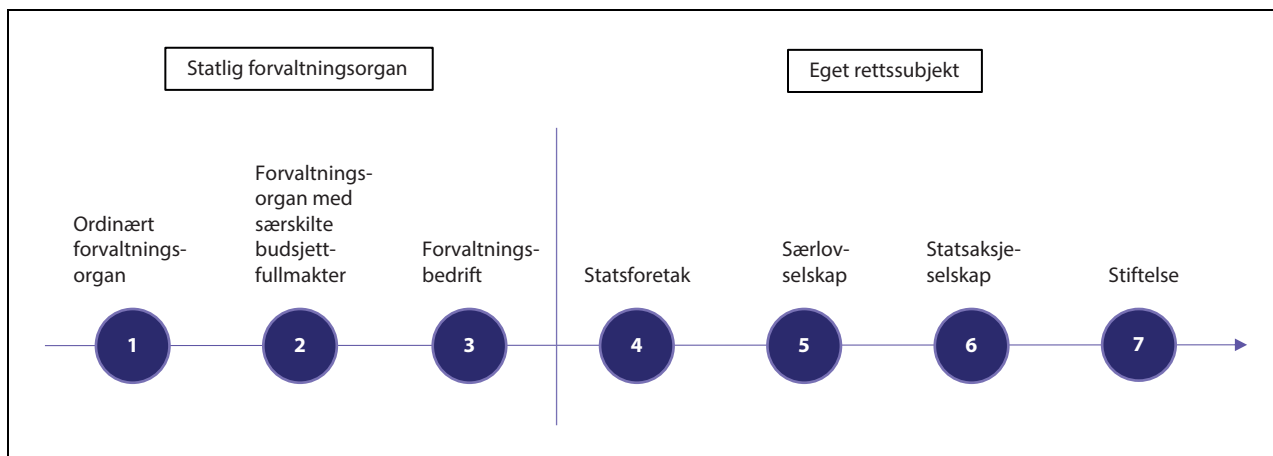 Statlig forvaltningsorgan
Eget rettssubjekt
Ordinært
forvaltnings-
organ
Forvaltnings-
organ med
særskilte
budsjett-
fullmakter
Forvaltnings-
bedrift
Statsforetak
Særlov-
selskap
Statsaksje-
selskap
Stiftelse
1
2
3
4
5
6
7